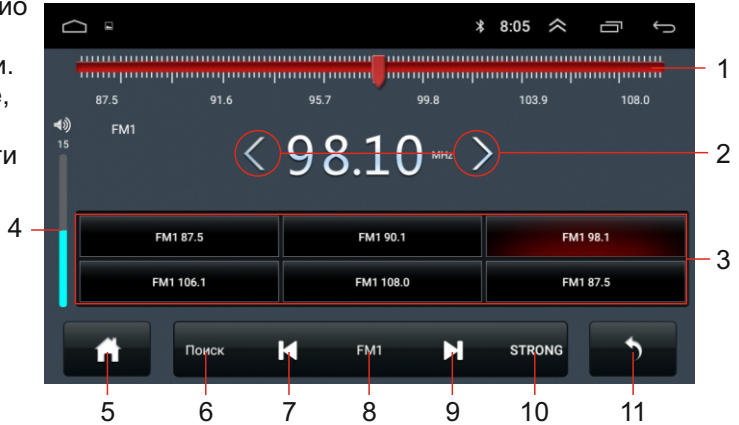 ио
8:05
и.
1
е,
87.5 91.6 95.7 99.8 103.9 108.0
15
FM1
ти
98.10 MHz
2
4
FM1 87.5 FM1 90.1 FM1 98.1
3
FM1 106.1 FM1 108.0 FM1 87.5
Поиск FM1 STRONG
5 6 7 8 9 10 11